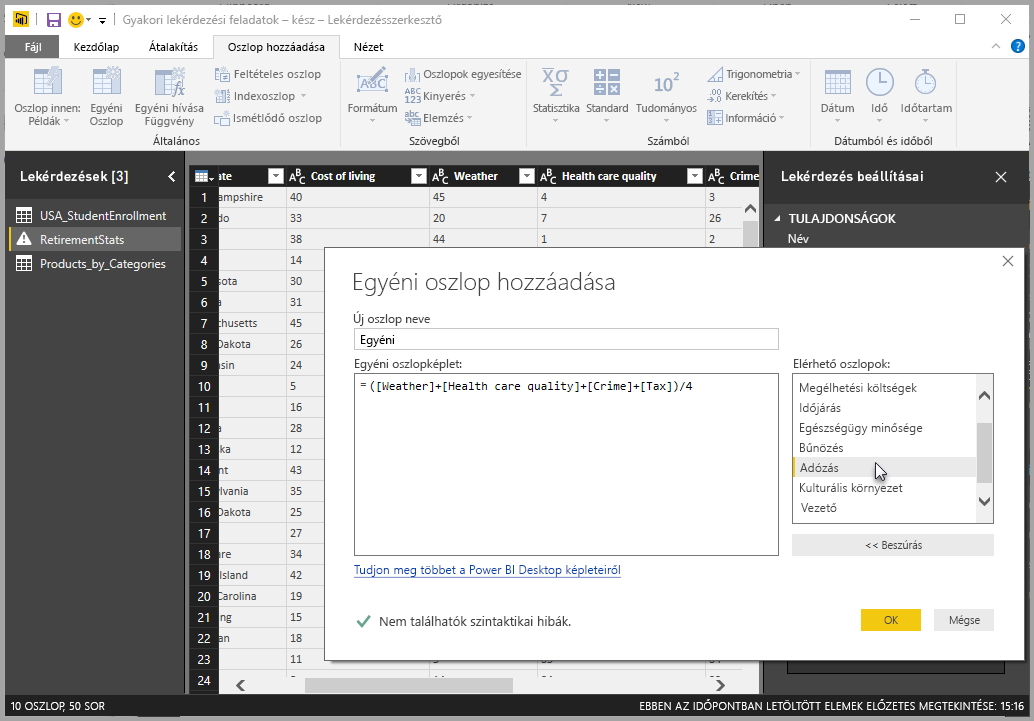 Gyakori lekérdezési feladatok – kész – Lekérdezésszerkesztő
Fájl Kezdőlap Átalakítás Oszlop hozzáadása Nézet
Oszlop innen: Példák
Egyéni Oszlop
Egyéni hívása Függvény
Feltételes oszlop
Indexoszlop
Ismétlődő oszlop
Általános
Formátum
Oszlopok egyesítése
Kinyerés
Elemzés
Szövegből
Statisztika
Standard
Tudományos
Trigonometria
Kerekítés
Információ
Számból
Dátum
Idő
Időtartam
Dátumból és időből
Lekérdezések [3]
USA_StudentEnrollment
RetirementStats
Products_by_Categories
ate Cost of living Weather Health care quality Crime
1 ampshire 40 45 4 3
2 do 33 20 7 26
3 38 44 1 2
4 14
5 sota 30
6 a 31
7 chusetts 45
8 Dakota 26
9 sin 24
10 5
11 16
12 a 28
13 ka 12
14 nt 43
15 lvania 35
16 Dakota 25
17 27
18 re 34
19 Island 42
20 Carolina 19
21 ng 15
22 an 18
23 11
24
Lekérdezés beállításai
TULAJDONSÁGOK
Név
Egyéni oszlop hozzáadása
Új oszlop neve
Egyéni
Egyéni oszlopképlet:
=([Weather]+[Health care quality]+[Crime]+[Tax])/4
Elérhető oszlopok:
Megélhetési költségek
Időjárás
Egészségügy minősége
Bűnözés
Adózás
Kulturális környezet
Vezető
<< Beszúrás
Tudjon meg többet a Power BI Desktop képleteiről
Nem találhatók szintaktikai hibák.
OK Mégse
10 OSZLOP, 50 SOR
EBBEN AZ IDŐPONTBAN LETÖLTÖTT ELEMEK ELŐZETES MEGTEKINTÉSE: 15:16